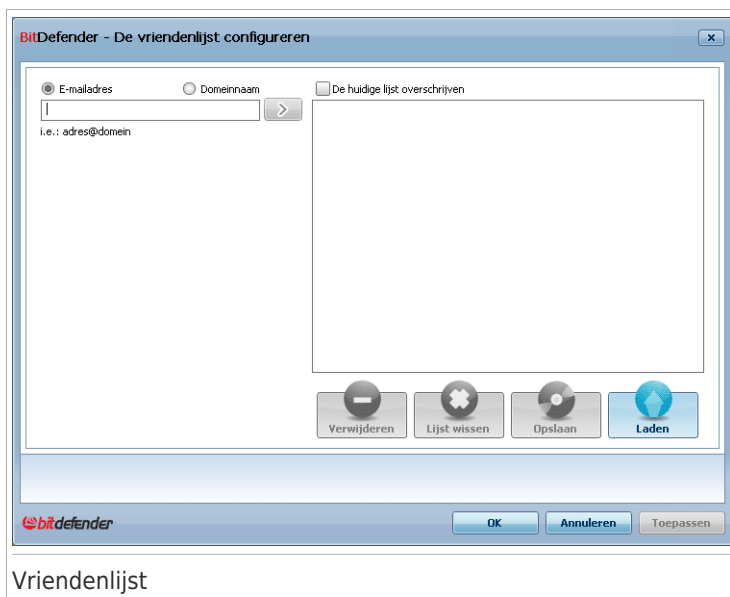 BitDefender - De vriendenlijst configureren
E-mailadres Domeinnaam De huidige lijst overschrijven
i.e.: adres@domein
Verwijderen Lijst wissen Opslaan Laden
bitdefender OK Annuleren Toepassen
Vriendenlijst